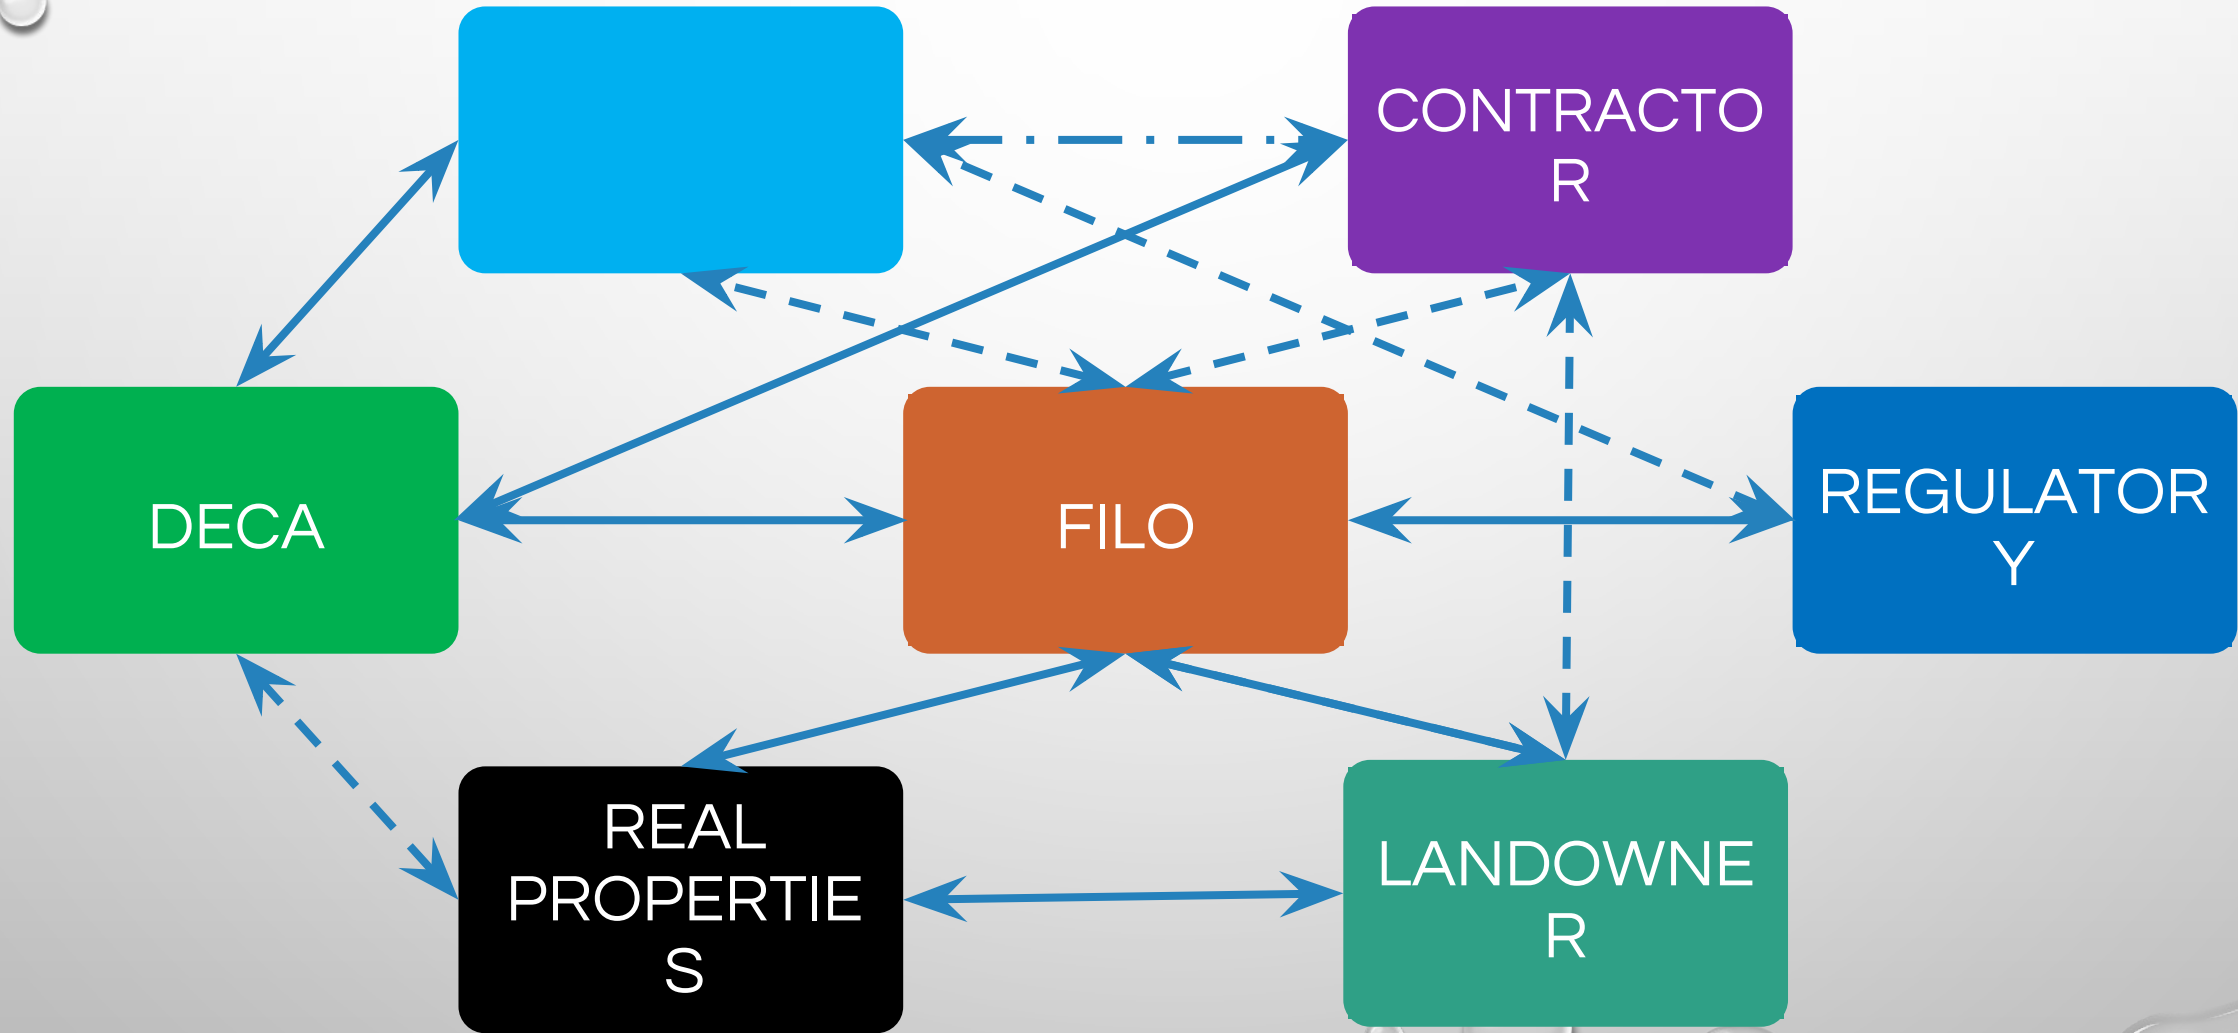 CONTRACTO
R
DECA
FILO
REGULATOR
Y
REAL
PROPERTIE
S
LANDOWNE
R